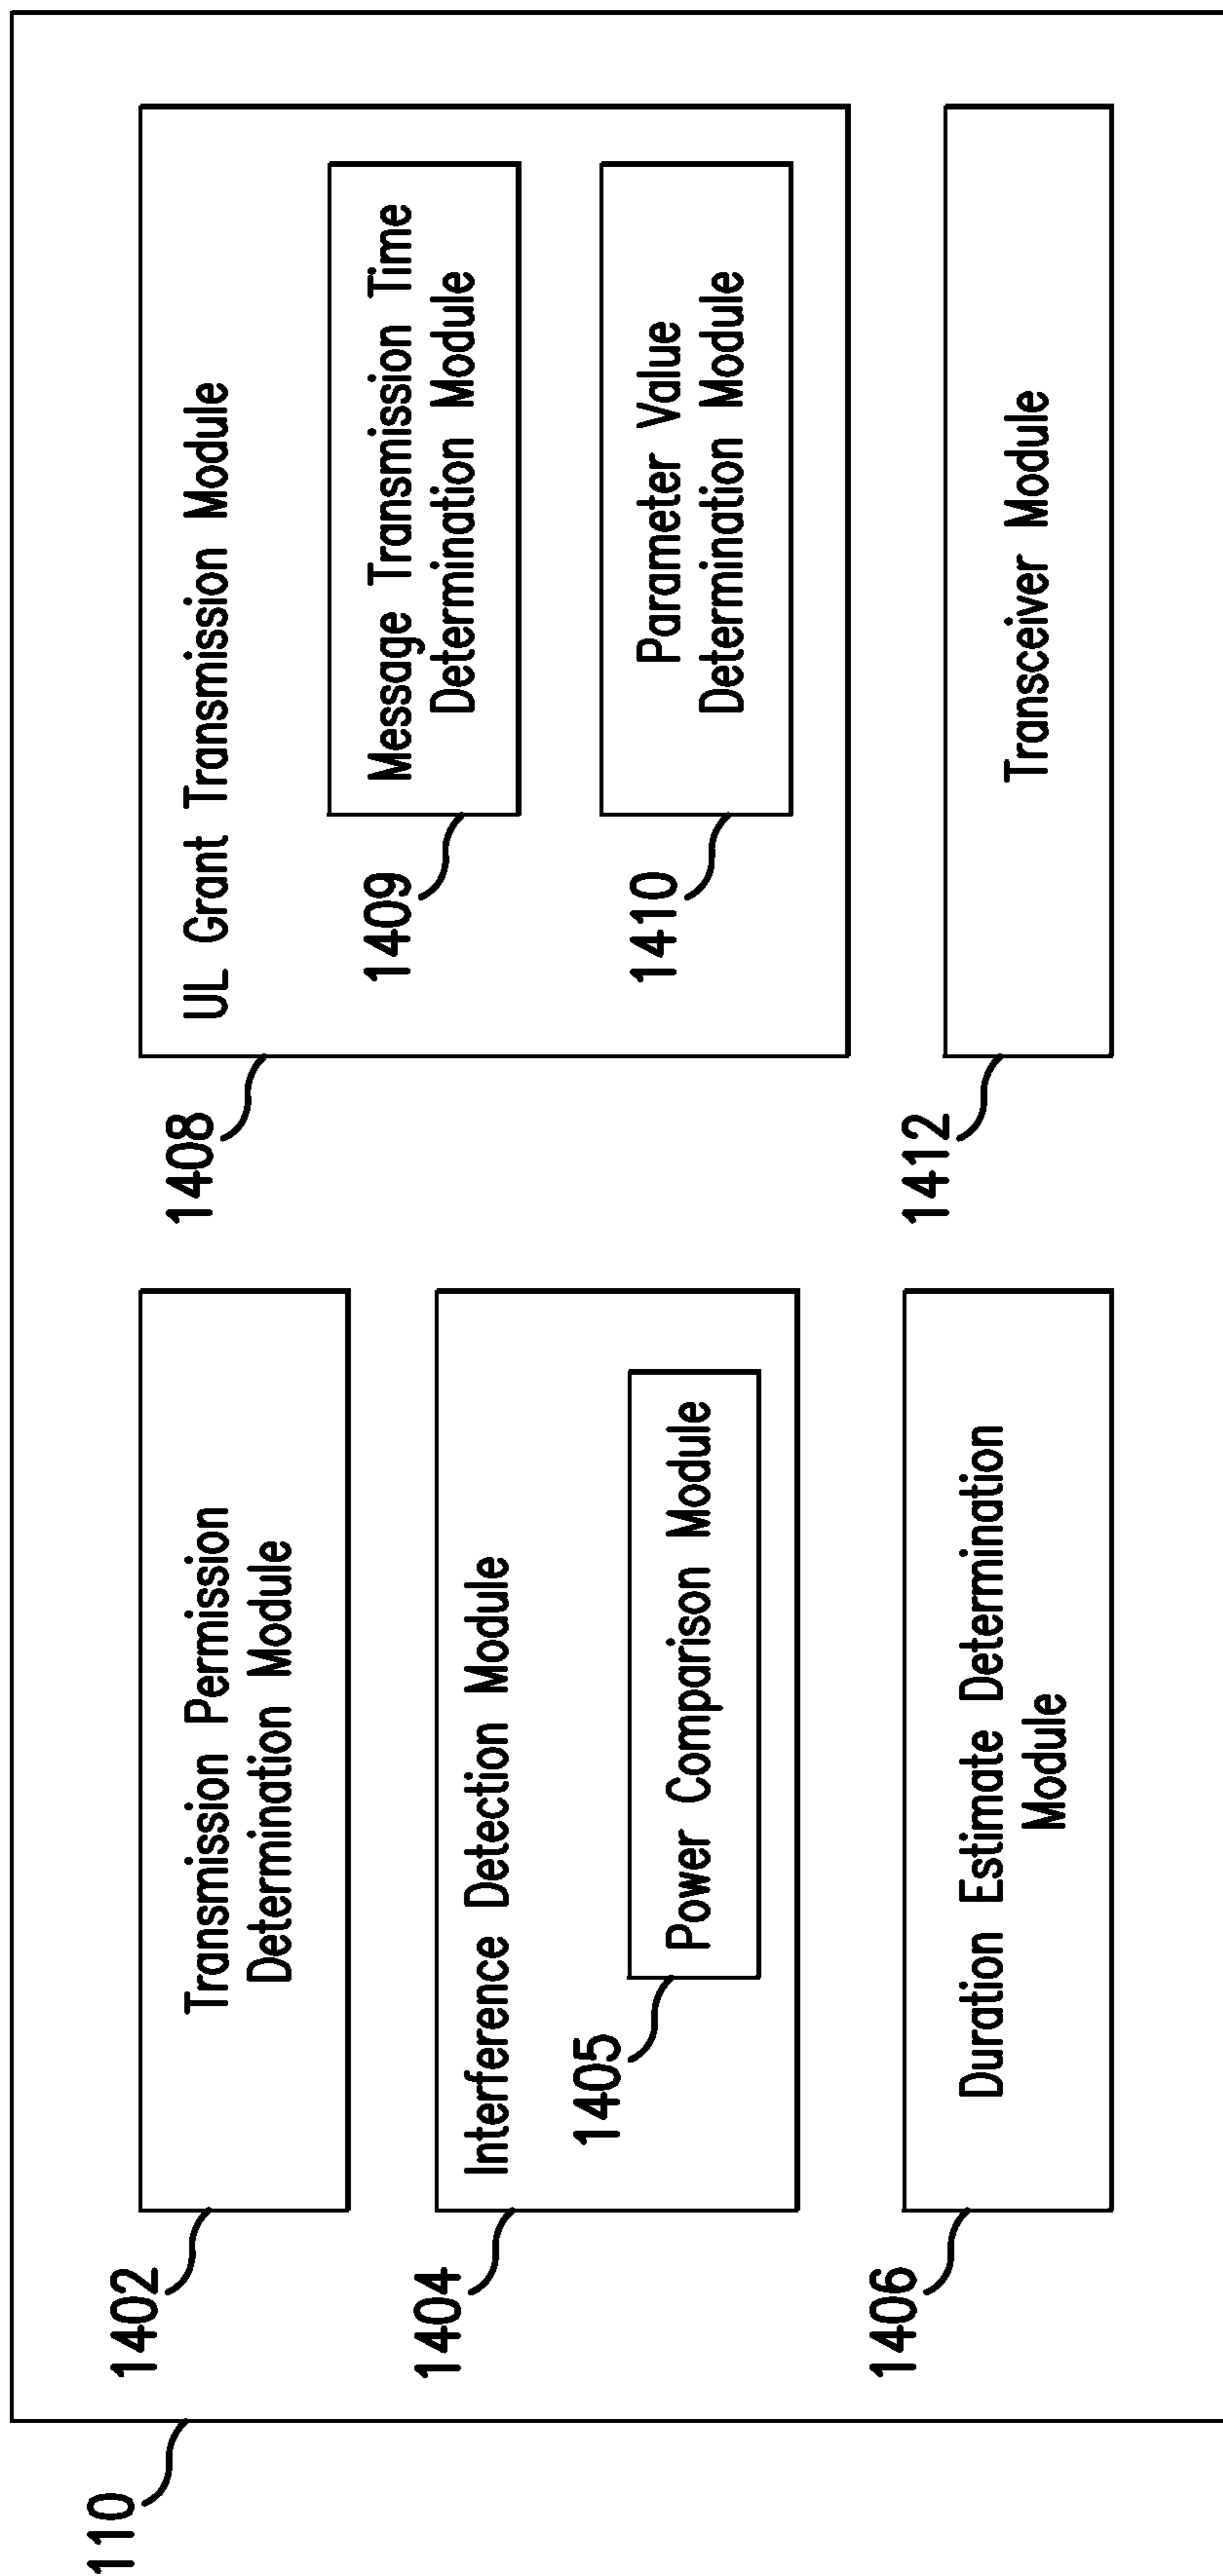 110
1402
Transmission Permission
Determination Module
1404
Interference Detection Module
1405
Power Comparison Module
1406
Duration Estimate Determination
Module
1408
UL Grant Transmission Module
1409
Message Transmission Time
Determination Module
1410
Parameter Value
Determination Module
1412
Transceiver Module